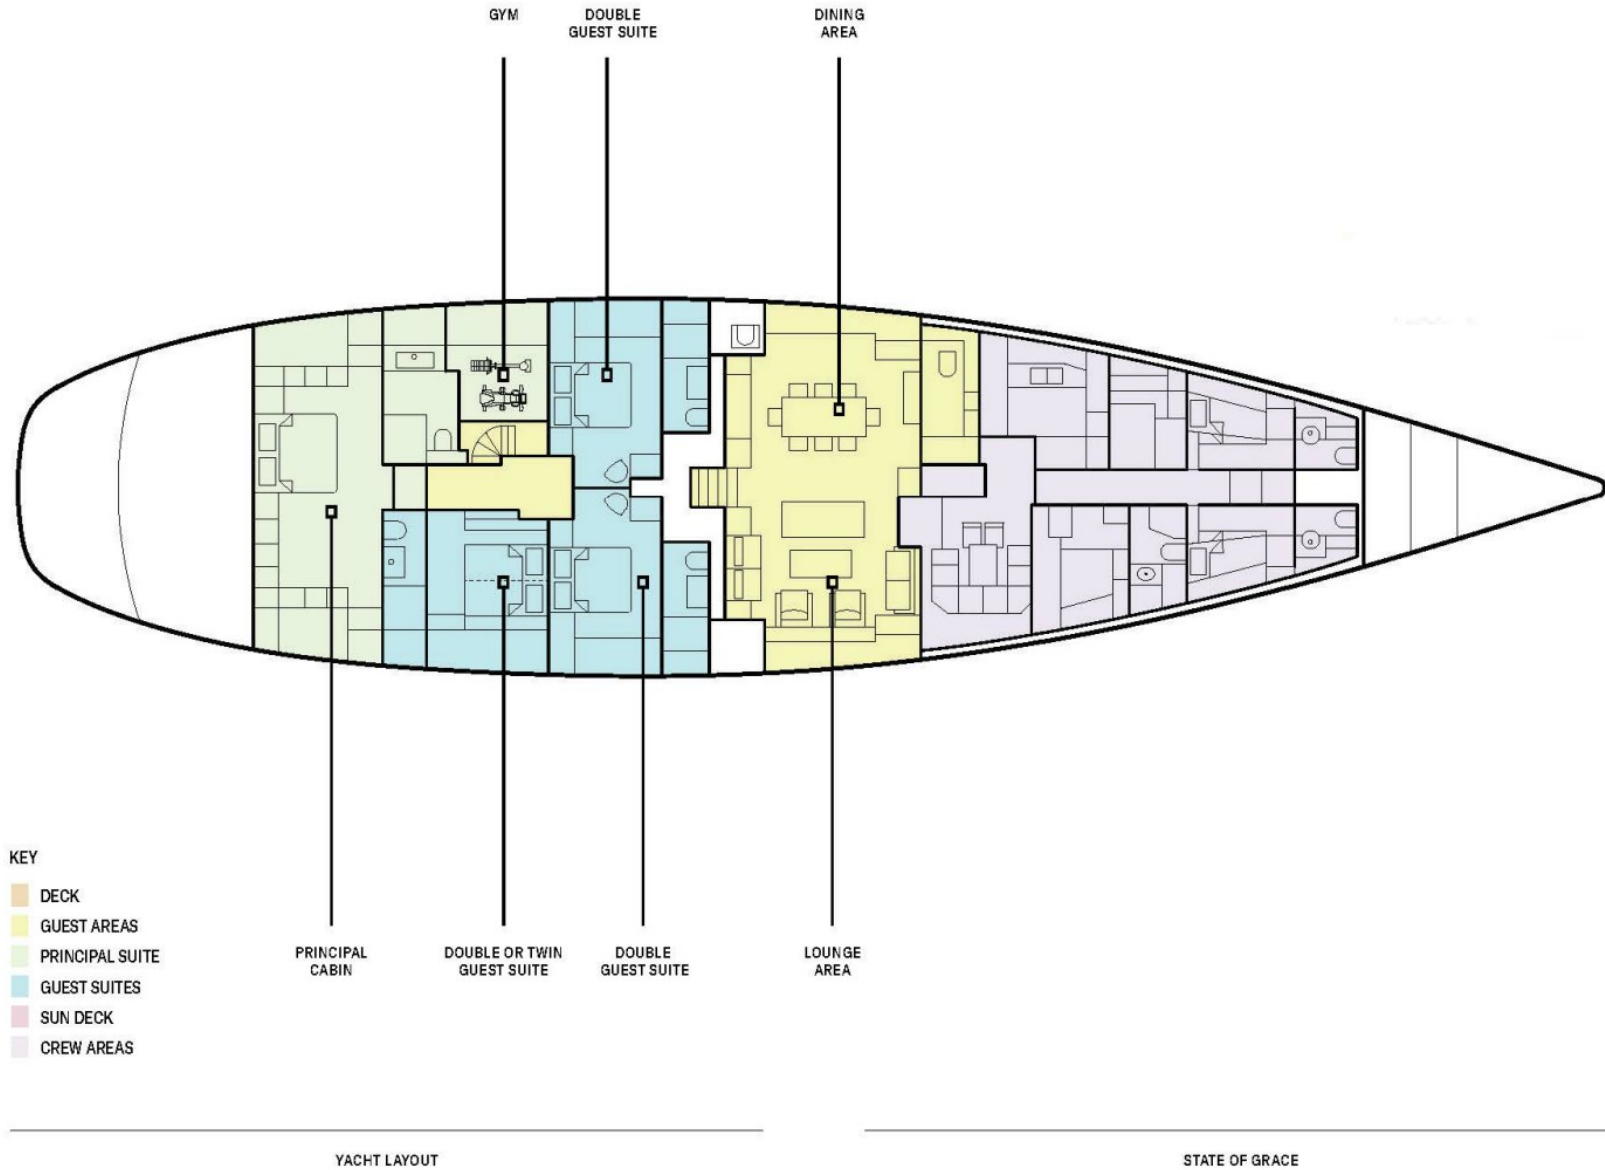 GYM
DOUBLE
GUEST SUITE
DINING
AREA
PRINCIPAL
CABIN
DOUBLE OR TWIN
GUEST SUITE
DOUBLE
GUEST SUITE
LOUNGE
AREA
KEY
DECK
GUEST AREAS
PRINCIPAL SUITE
GUEST SUITES
SUN DECK
CREW AREAS
YACHT LAYOUT
STATE OF GRACE